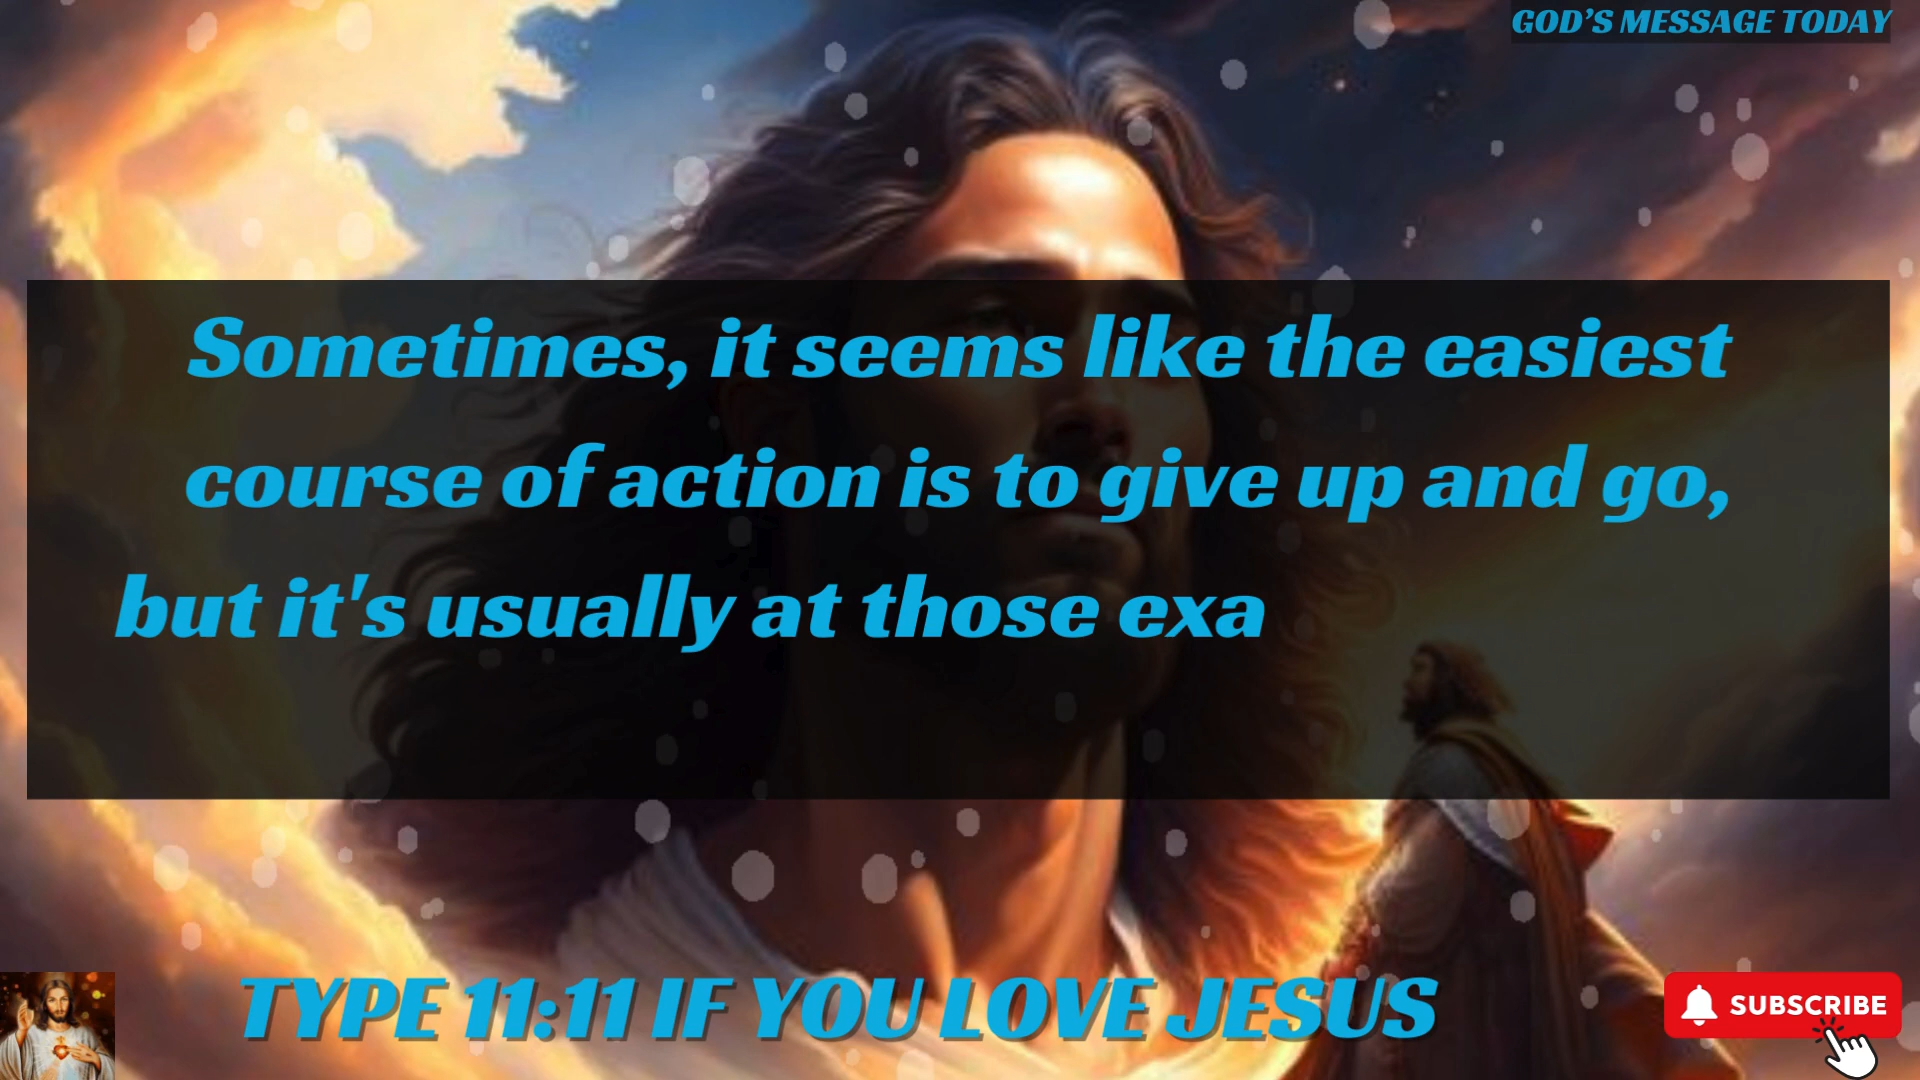 GOD’S MESSAGE TODAY
Sometimes, it seems like the easiest
course of action is to give up and go,
but it's usually at those exa
TYPE 11:11 IF YOU LOVE JESUS
SUBSCRIBE